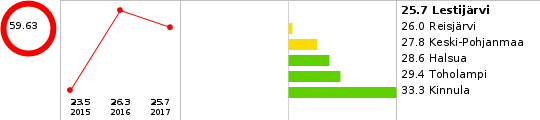 59.63
23.5 26.3 25.7
2015 2016 2017
25.7 Lestijärvi
26.0 Reisjärvi
27.8 Keski-Pohjanmaa
28.6 Halsua
29.4 Toholampi
33.3 Kinnula